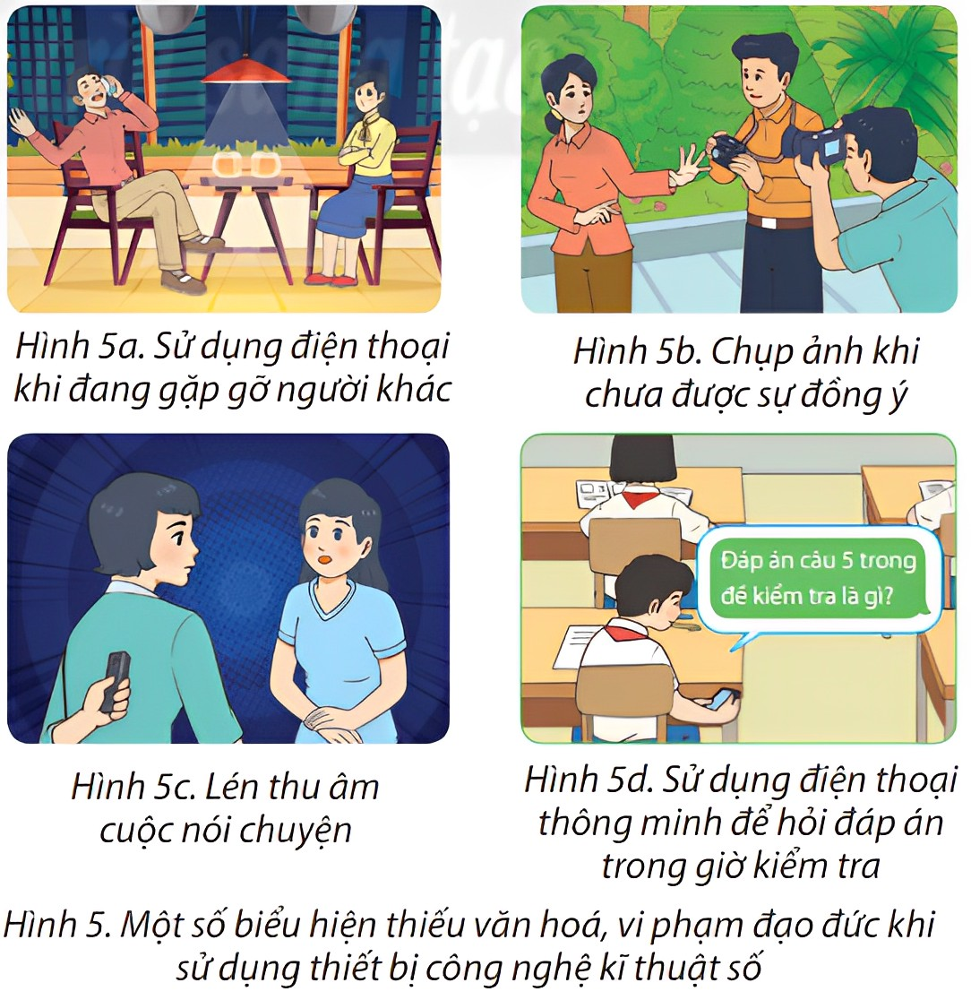 Hình 5a. Sử dụng điện thoại
khi đang gặp gỡ người khác
Hình 5b. Chụp ảnh khi
chưa được sự đồng ý
Đáp án câu 5 trong
đề kiểm tra là gì?
Hình 5c. Lén thu âm
cuộc nói chuyện
Hình 5d. Sử dụng điện thoại
thông minh để hỏi đáp án
trong giờ kiểm tra
Hình 5. Một số biểu hiện thiếu văn hoá, vi phạm đạo đức khi
sử dụng thiết bị công nghệ kĩ thuật số